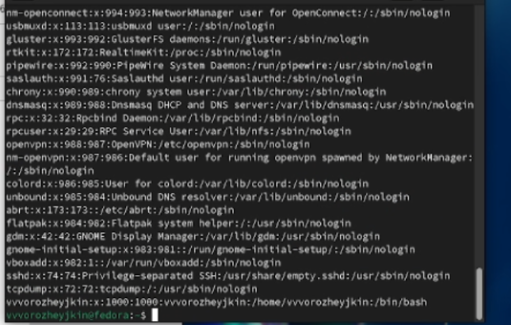 nm-openconnect:x:994:993:NetworkManager user for OpenConnect:/:/sbin/nologin
usbmuxd:x:113:113:usbmuxd user:/:/sbin/nologin
gluster:x:993:992:GlusterFS daemons:/run/gluster:/sbin/nologin
rtkit:x:172:172:RealtimeKit:/proc:/sbin/nologin
pipewire:x:992:990:PipeWire System Daemon:/run/pipewire:/usr/sbin/nologin
saslauth:x:991:76:Saslauthd user:/run/saslauthd:/sbin/nologin
chrony:x:990:989:chrony system user:/var/lib/chrony:/sbin/nologin
dnsmasq:x:989:988:Dnsmasq DHCP and DNS server:/var/lib/dnsmasq:/usr/sbin/nologin
rpc:x:32:32:Rpcbind Daemon:/var/lib/rpcbind:/sbin/nologin
rpcuser:x:29:29:RPC Service User:/var/lib/nfs:/sbin/nologin
openvpn:x:988:987:OpenVPN:/etc/openvpn:/sbin/nologin
nm-openvpn:x:987:986:Default user for running openvpn spawned by NetworkManager:
/:/sbin/nologin
colord:x:986:985:User for colord:/var/lib/colord:/sbin/nologin
unbound:x:985:984:Unbound DNS resolver:/var/lib/unbound:/sbin/nologin
abrt:x:173:173::/etc/abrt:/sbin/nologin
flatpak:x:984:982:Flatpak system helper:/:/usr/sbin/nologin
gdm:x:42:42:GNOME Display Manager:/var/lib/gdm:/usr/sbin/nologin
gnome-initial-setup:x:983:981::/run/gnome-initial-setup/:/sbin/nologin
vboxadd:x:982:1::/var/run/vboxadd:/sbin/nologin
sshd:x:74:74:Privilege-separated SSH:/usr/share/empty.sshd:/usr/sbin/nologin
tcpdump:x:72:72:tcpdump:/:/usr/sbin/nologin
vvvorozheyjkin:x:1000:1000:vvvorozheyjkin:/home/vvvorozheyjkin:/bin/bash
vvvorozheyjkin@fedora:~$